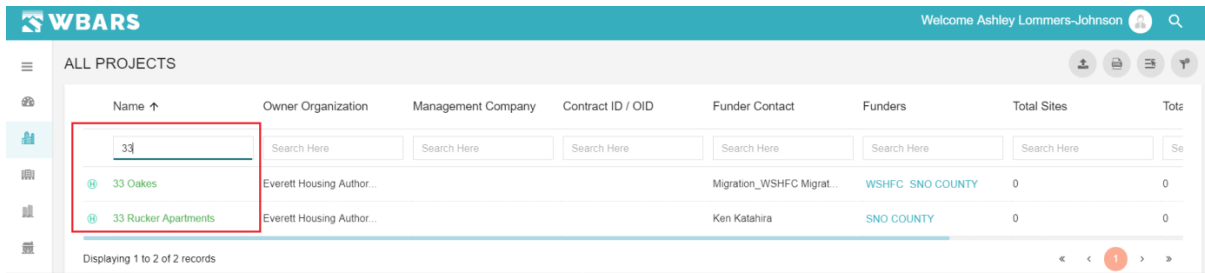 WBARS
Welcome Ashley Lommers-Johnson
ALL PROJECTS
Name ↑ Owner Organization Management Company Contract ID / OID Funder Contact Funders Total Sites Tota
33 Search Here Search Here Search Here Search Here Search Here Search Here Se
H 33 Oakes Everett Housing Author... Migration_WSHFC Migrat... WSHFC SNO COUNTY 0 0
H 33 Rucker Apartments Everett Housing Author... Ken Katahira SNO COUNTY 0 0
Displaying 1 to 2 of 2 records « ‹ 1 › »